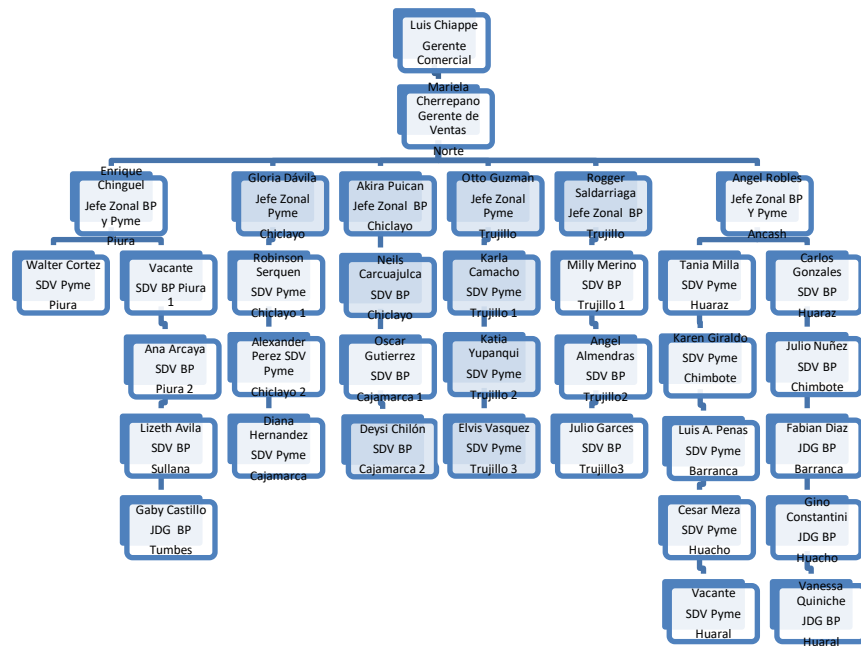 Luis Chiappe
Gerente
Comercial
Mariela
Cherrepano
Gerente de
Ventas
Norte
Enrique
Chinguel
Jefe Zonal BP
y Pyme
Piura
Gloria Dávila
Jefe Zonal
Pyme
Chiclayo
Akira Puican
Jefe Zonal BP
Chiclayo
Otto Guzman
Jefe Zonal
Pyme
Trujillo
Rogger
Saldarriaga
Jefe Zonal BP
Trujillo
Angel Robles
Jefe Zonal BP
Y Pyme
Ancash
Walter Cortez
SDV Pyme
Piura
Vacante
SDV BP Piura
1
Robinson
Serquen
SDV Pyme
Chiclayo 1
Neils
Carcuajulca
SDV BP
Chiclayo
Karla
Camacho
SDV Pyme
Trujillo 1
Milly Merino
SDV BP
Trujillo 1
Tania Milla
SDV Pyme
Huaraz
Carlos
Gonzales
SDV BP
Huaraz
Ana Arcaya
SDV BP
Piura 2
Alexander
Perez SDV
Pyme
Chiclayo 2
Oscar
Gutierrez
SDV BP
Cajamarca 1
Katia
Yupanqui
SDV Pyme
Trujillo 2
Angel
Almendras
SDV BP
Trujillo2
Karen Giraldo
SDV Pyme
Chimbote
Julio Nuñez
SDV BP
Chimbote
Lizeth Avila
SDV BP
Sullana
Diana
Hernandez
SDV Pyme
Cajamarca
Deysi Chilón
SDV BP
Cajamarca 2
Elvis Vasquez
SDV Pyme
Trujillo 3
Julio Garces
SDV BP
Trujillo3
Luis A. Penas
SDV Pyme
Barranca
Fabian Diaz
JDG BP
Barranca
Gaby Castillo
JDG BP
Tumbes
Cesar Meza
SDV Pyme
Huacho
Gino
Constantini
JDG BP
Huacho
Vacante
SDV Pyme
Huaral
Vanessa
Quiniche
JDG BP
Huaral